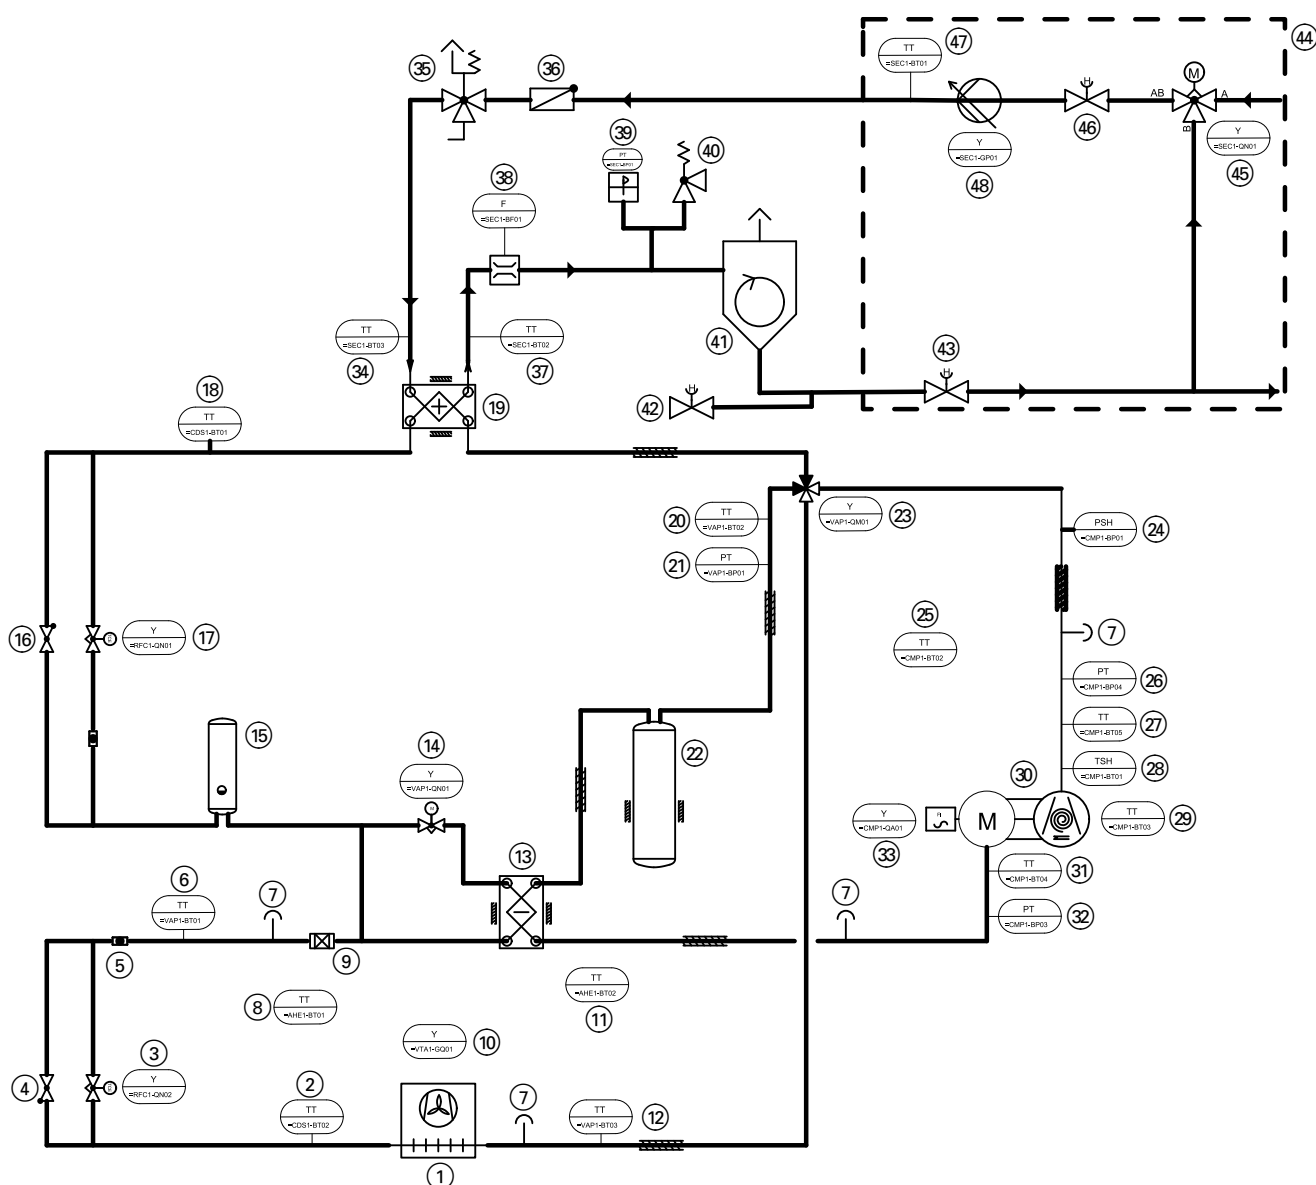 35
36
TT
=SEC1-BT01
47
44
M
AB
A
B
H
46
Y
=SEC1-QN01
45
Y
=SEC1-GP01
48
39
PT
=SEC1-BP01
P
40
38
F
=SEC1-BF01
TT
=SEC1-BT03
34
TT
=SEC1-BT02
37
41
43
H
H
42
18
TT
=CDS1-BT01
19
20
TT
=VAP1-BT02
21
PT
=VAP1-BP01
Y
=VAP1-QM01
23
PSH
=CMP1-BP01
24
25
TT
=CMP1-BT02
7
16
Y
=RFC1-QN01
17
PT
=CMP1-BP04
26
TT
=CMP1-BT05
27
TSH
=CMP1-BT01
28
15
14
Y
=VAP1-QN01
M
22
30
M
Y
=CMP1-QA01
33
TT
=CMP1-BT03
29
TT
=CMP1-BT04
31
PT
=CMP1-BP03
32
13
6
TT
=VAP1-BT01
7
7
5
9
8
TT
=AHE1-BT01
TT
=AHE1-BT02
11
Y
=VTA1-GQ01
10
4
3
Y
=RFC1-QN02
2
TT
=CDS1-BT02
7
TT
=VAP1-BT03
12
1